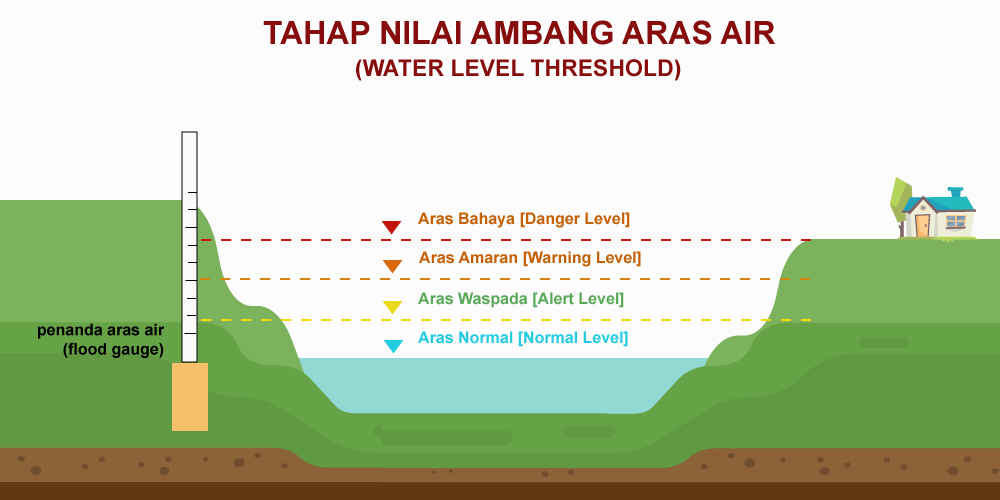 TAHAP NILAI AMBANG ARAS AIR
(WATER LEVEL THRESHOLD)
Aras Bahaya [Danger Level]
Aras Amaran [Warning Level]
Aras Waspada [Alert Level]
Aras Normal [Normal Level]
penanda aras air
(flood gauge)